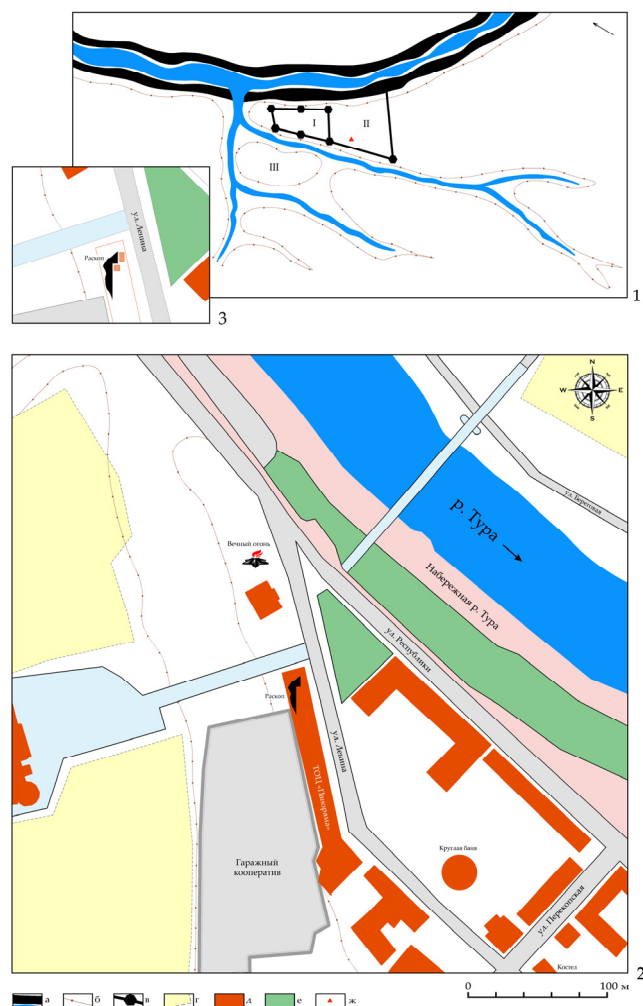 I
II
III
1
ул. Ленина
Раскоп
3
N
W
E
S
ул. Береговая
р. Тура
Набережная р. Тура
Вечный огонь
ул. Республики
Раскоп
ул. Ленина
ТОЦ «Панорама»
Гаражный
кооператив
Круглая баня
ул. Перекопская
Костел
2
а
б
в
г
д
е
ж
0
100 м